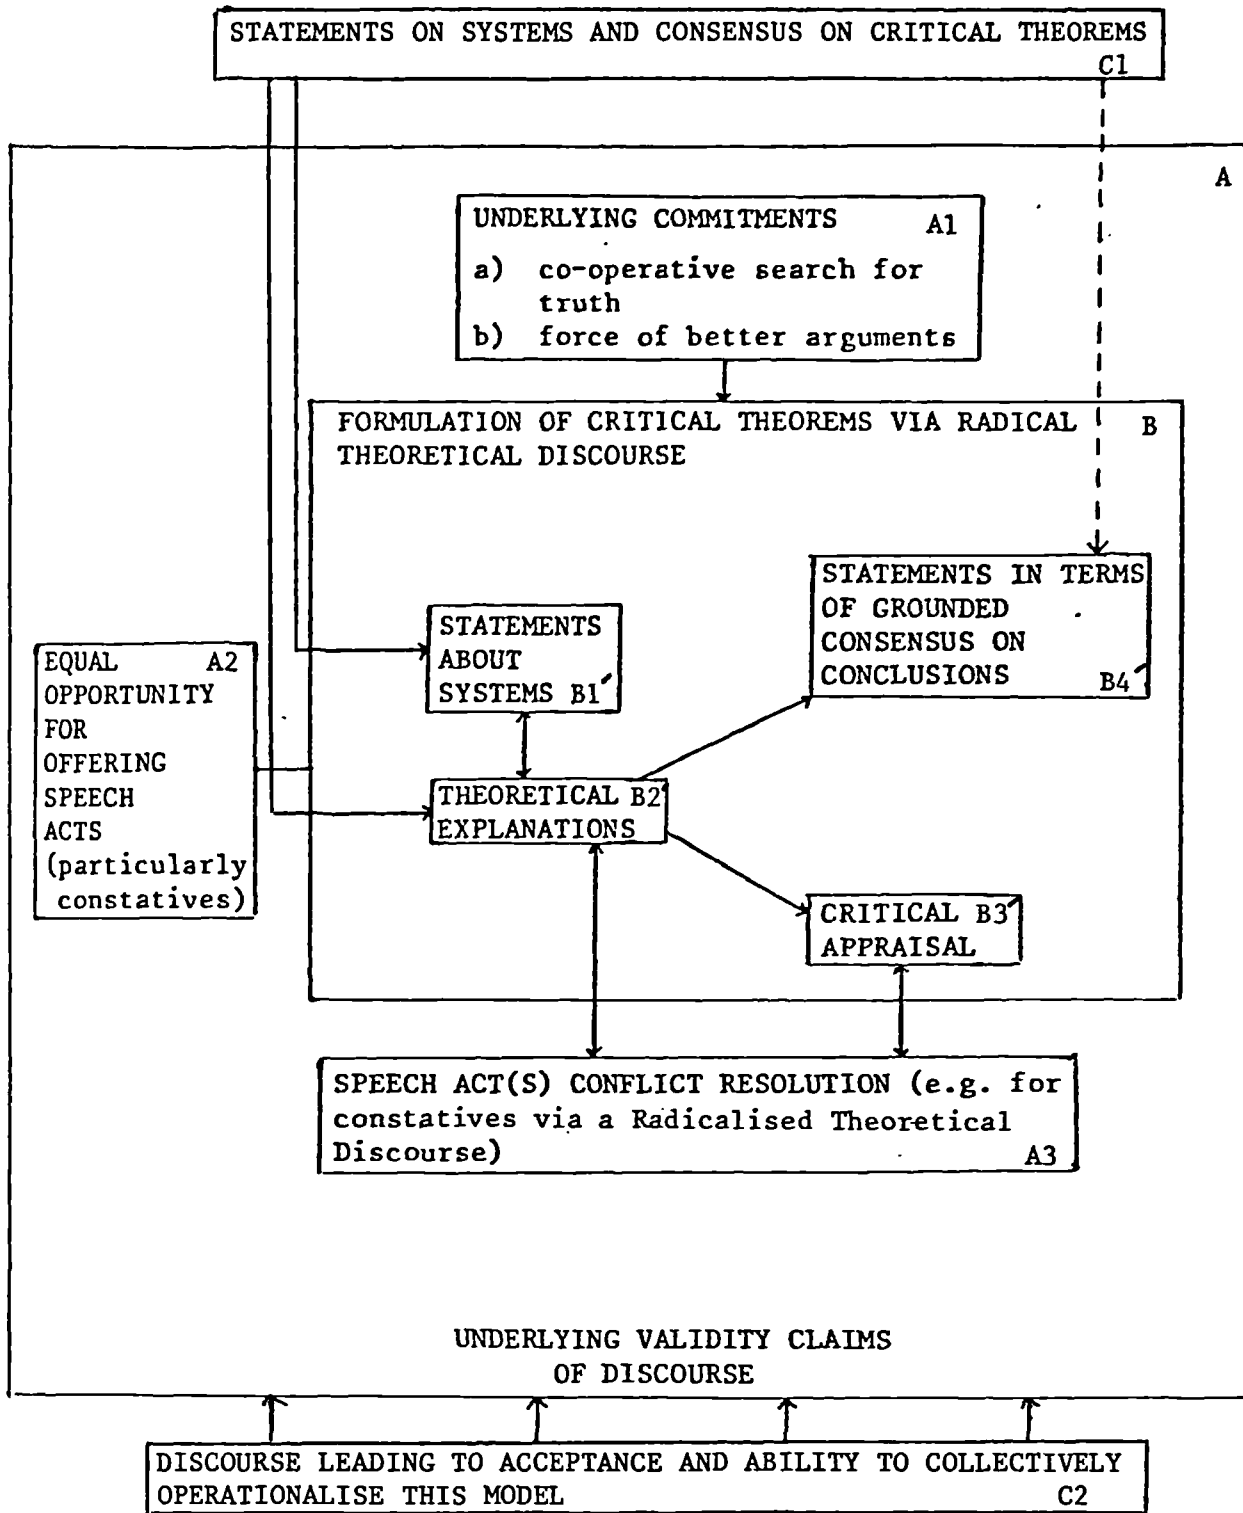 STATEMENTS ON SYSTEMS AND CONSENSUS ON CRITICAL THEOREMS
C1
A
UNDERLYING COMMITMENTS A1
a) co-operative search for
truth
b) force of better arguments
FORMULATION OF CRITICAL THEOREMS VIA RADICAL B
THEORETICAL DISCOURSE
STATEMENTS IN TERMS
OF GROUNDED
CONSENSUS ON
CONCLUSIONS
B4´
STATEMENTS
ABOUT
SYSTEMS B1´
EQUAL A2
OPPORTUNITY
FOR
OFFERING
SPEECH
ACTS
(particularly
constatives)
THEORETICAL B2´
EXPLANATIONS
CRITICAL B3´
APPRAISAL
SPEECH ACT(S) CONFLICT RESOLUTION (e.g. for
constatives via a Radicalised Theoretical
Discourse) A3
UNDERLYING VALIDITY CLAIMS
OF DISCOURSE
DISCOURSE LEADING TO ACCEPTANCE AND ABILITY TO COLLECTIVELY
OPERATIONALISE THIS MODEL C2